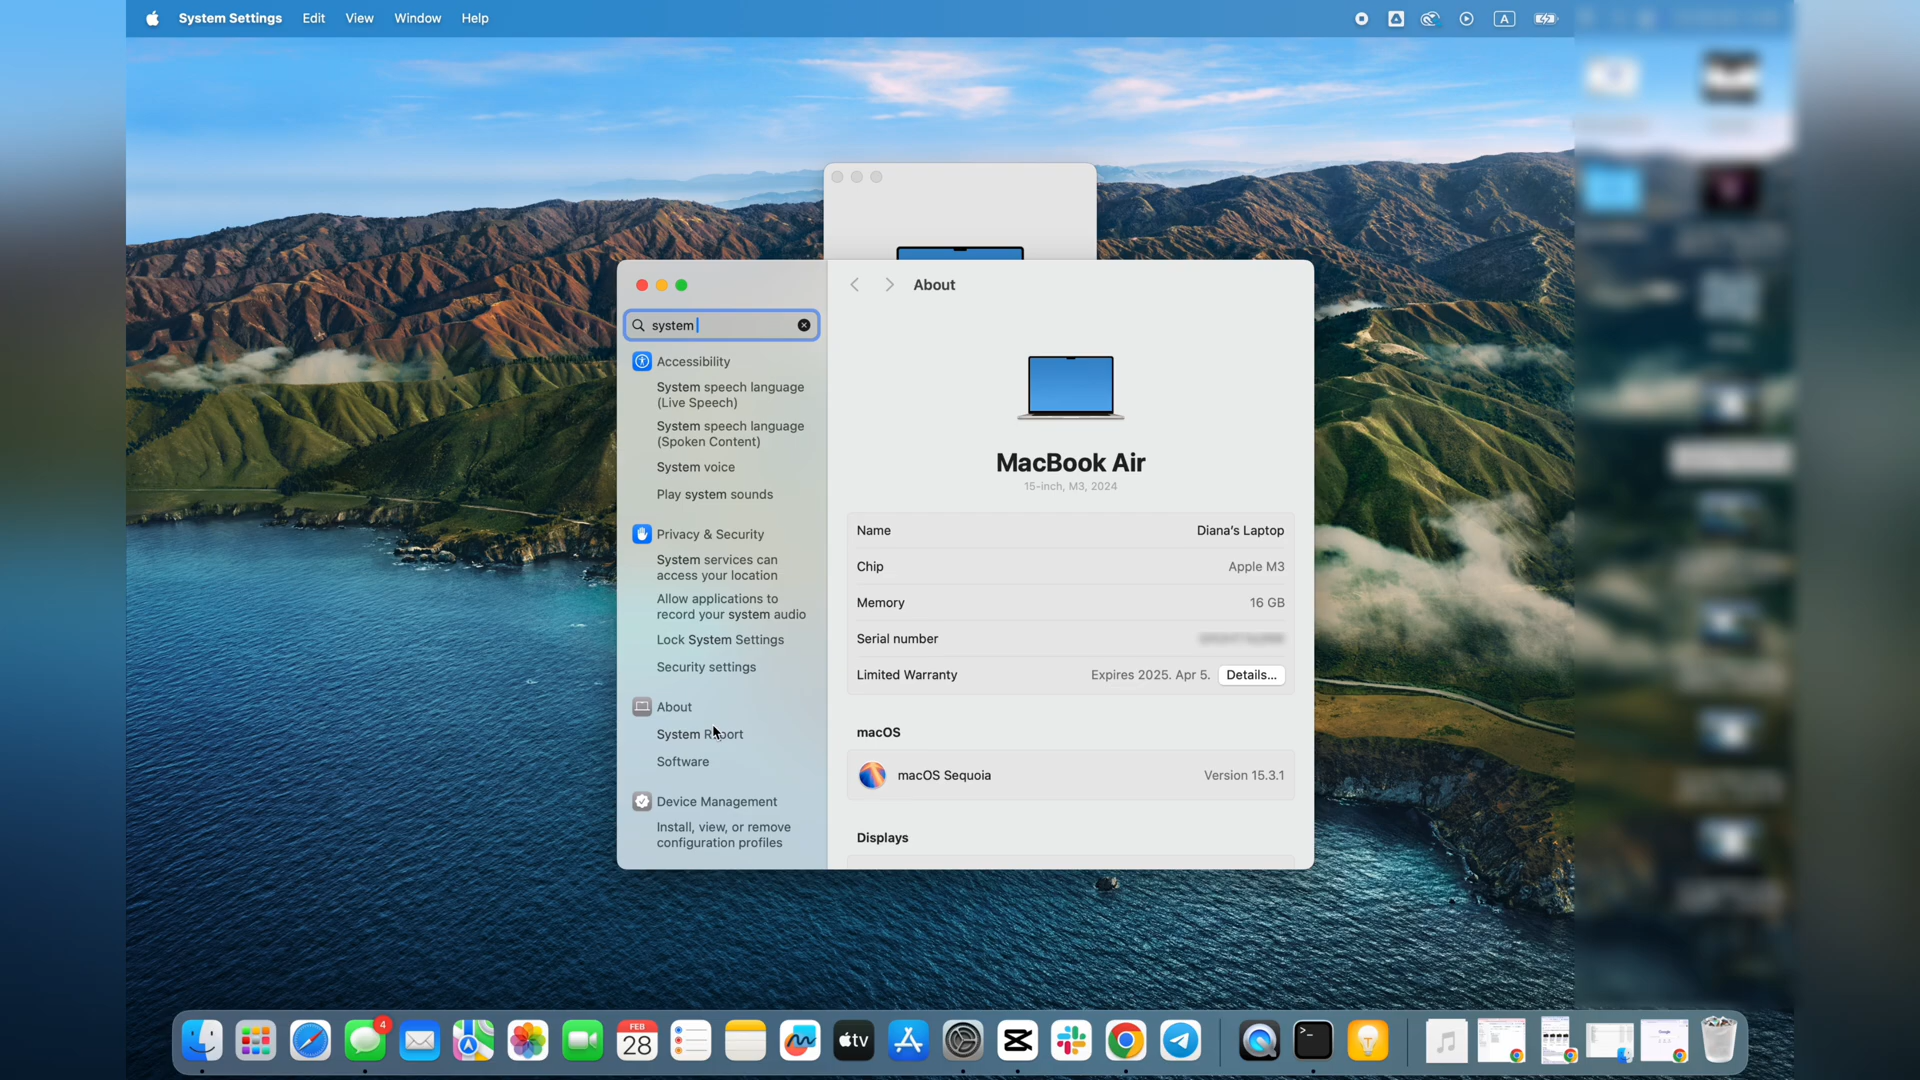 System Settings Edit View Window Help
A
About
system
Accessibility
System speech language
(Live Speech)
System speech language
(Spoken Content)
System voice
Play system sounds
Privacy & Security
System services can
access your location
Allow applications to
record your system audio
Lock System Settings
Security settings
About
System R
Software
Device Management
Install, view, or remove
configuration profiles
MacBook Air
15-inch, M3, 2024
Name Diana's Laptop
Chip Apple M3
Memory 16 GB
Serial number
Limited Warranty Expires 2025. Apr 5. Details...
macOS
macOS Sequoia Version 15.3.1
Displays
4
FEB
28
tv